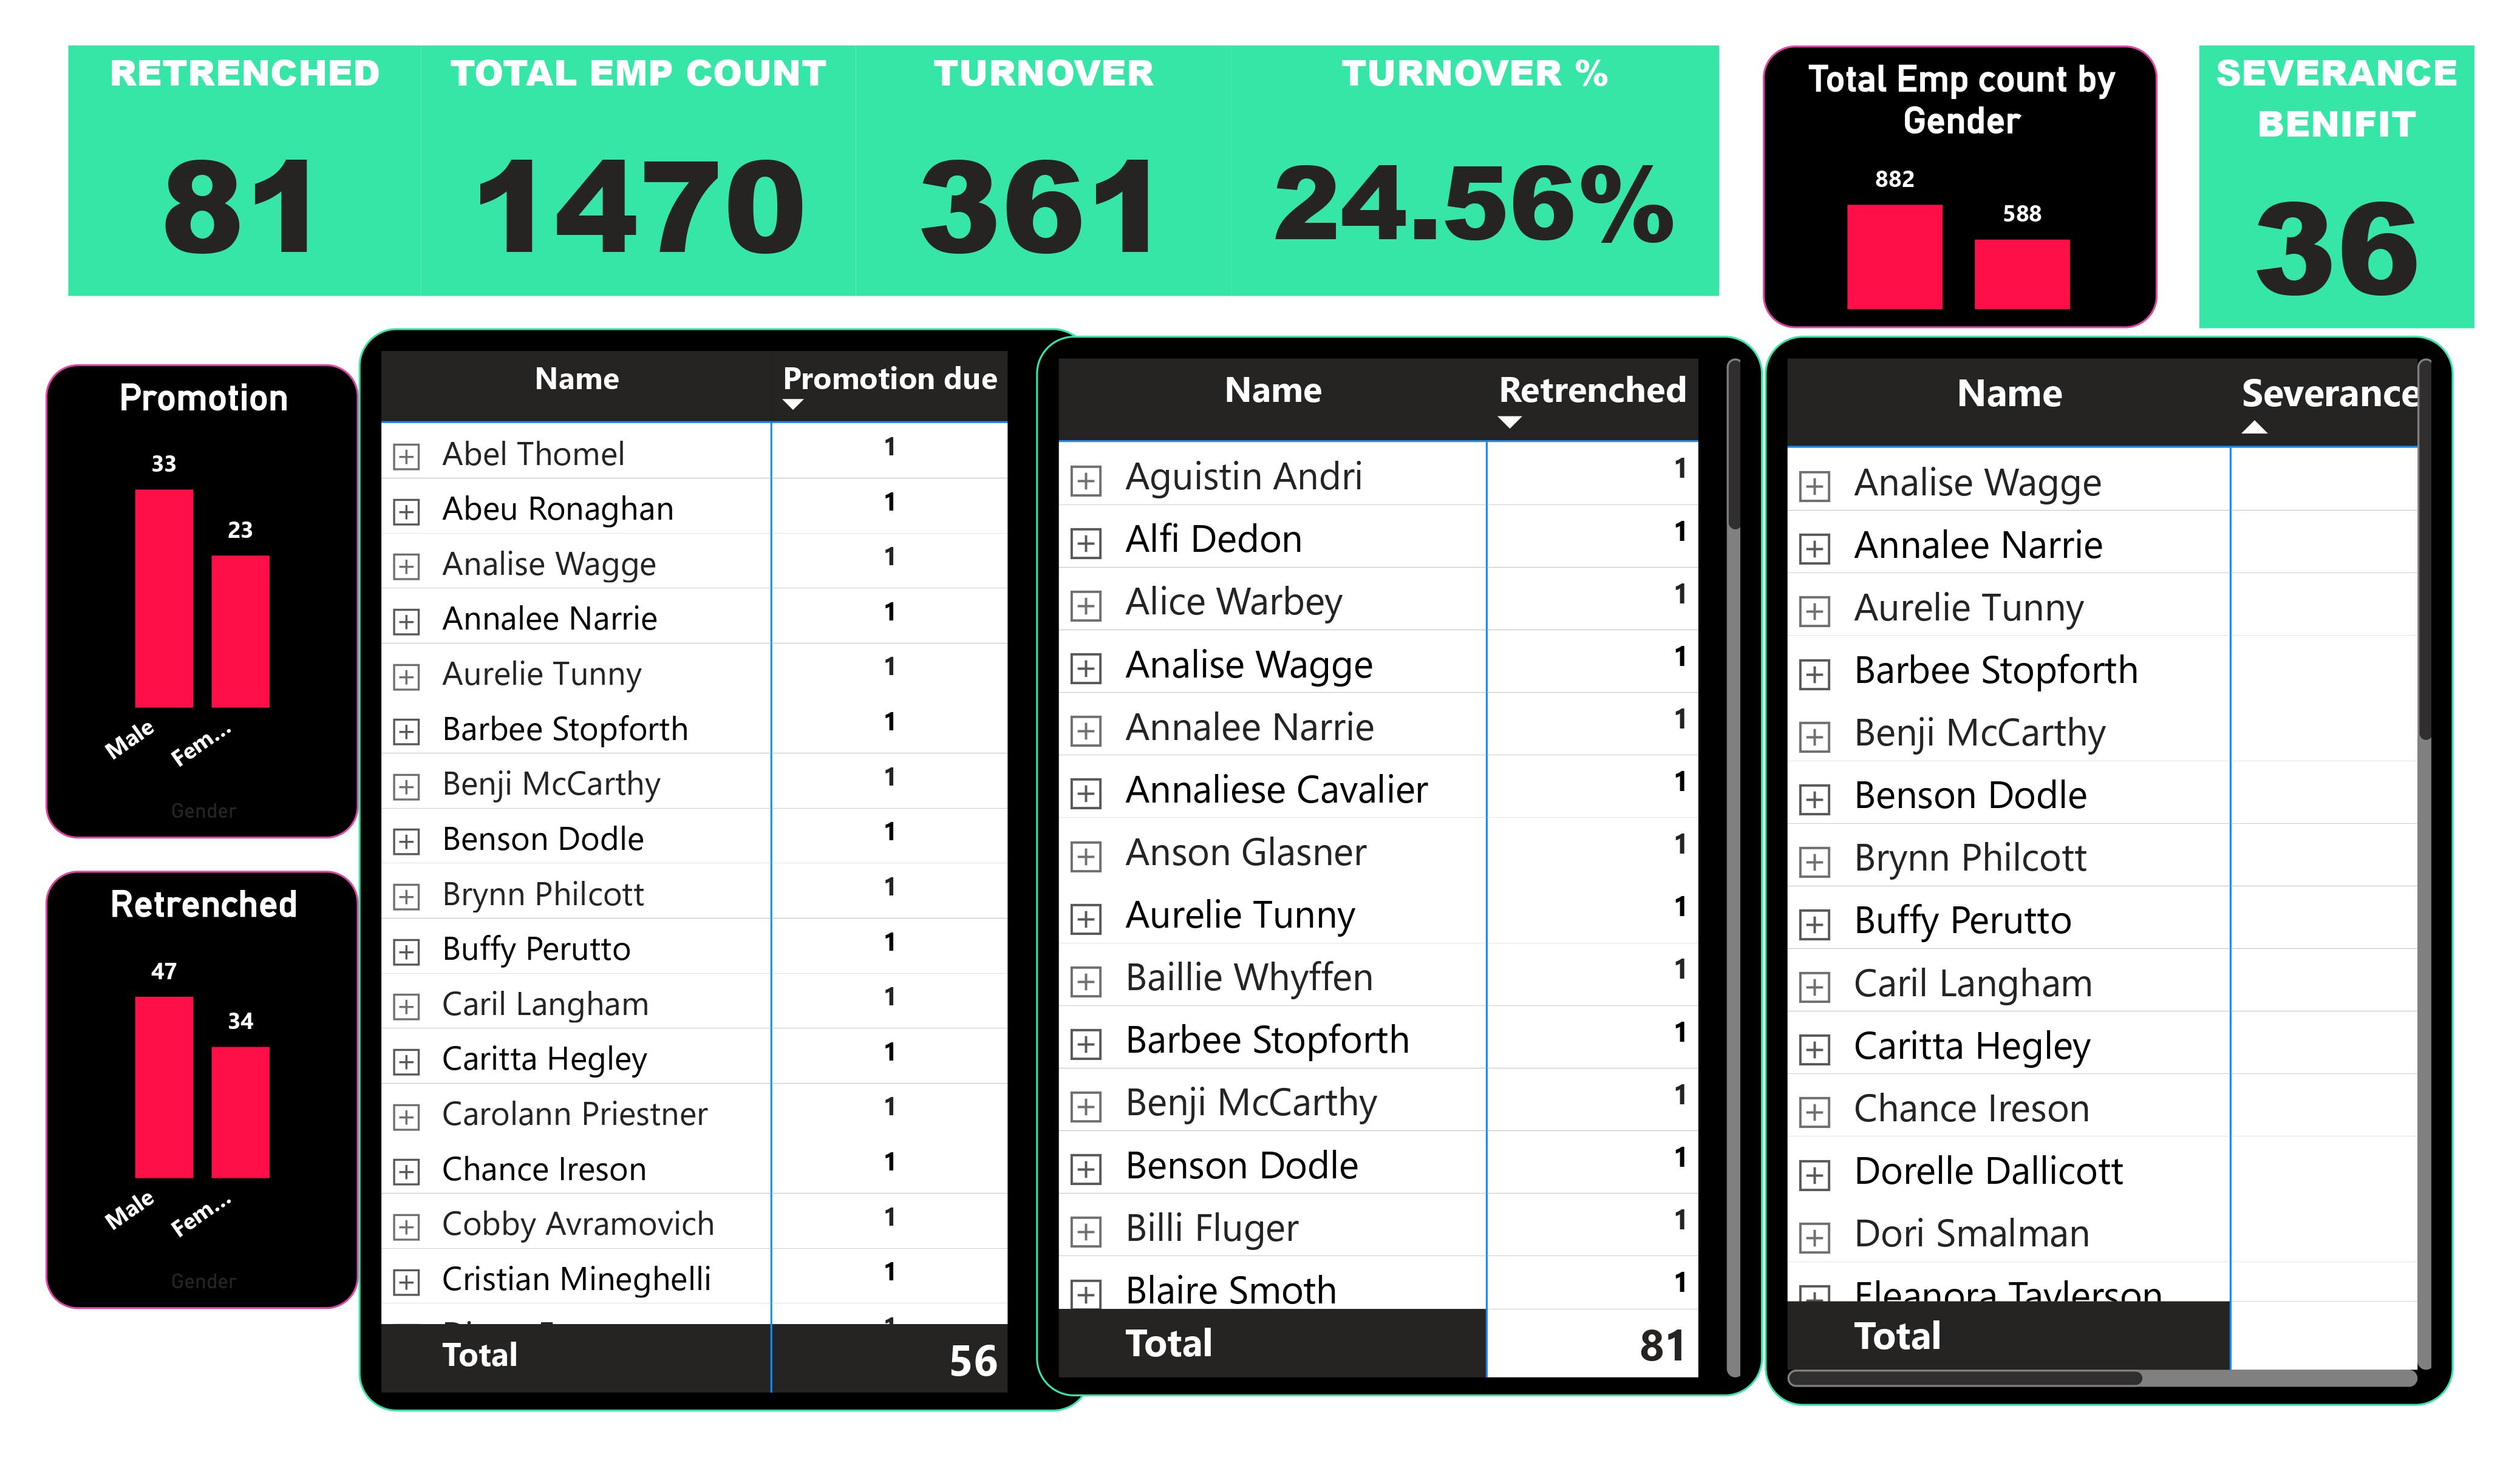 RETRENCHED
81
TOTAL EMP COUNT
1470
TURNOVER
361
TURNOVER %
24.56%
Total Emp count by
Gender
882
588
SEVERANCE
BENIFIT
36
Promotion
33
23
Male
Fem...
Gender
Retrenched
47
34
Male
Fem...
Gender
Name Promotion due
Abel Thomel 1
Abeu Ronaghan 1
Analise Wagge 1
Annalee Narrie 1
Aurelie Tunny 1
Barbee Stopforth 1
Benji McCarthy 1
Benson Dodle 1
Brynn Philcott 1
Buffy Perutto 1
Caril Langham 1
Caritta Hegley 1
Carolann Priestner 1
Chance Ireson 1
Cobby Avramovich 1
Cristian Mineghelli 1
1
Total 56
Name Retrenched
Aguistin Andri 1
Alfi Dedon 1
Alice Warbey 1
Analise Wagge 1
Annalee Narrie 1
Annaliese Cavalier 1
Anson Glasner 1
Aurelie Tunny 1
Baillie Whyffen 1
Barbee Stopforth 1
Benji McCarthy 1
Benson Dodle 1
Billi Fluger 1
Blaire Smoth 1
Total 81
Name Severance
Analise Wagge
Annalee Narrie
Aurelie Tunny
Barbee Stopforth
Benji McCarthy
Benson Dodle
Brynn Philcott
Buffy Perutto
Caril Langham
Caritta Hegley
Chance Ireson
Dorelle Dallicott
Dori Smalman
Eleanora Taylerson
Total